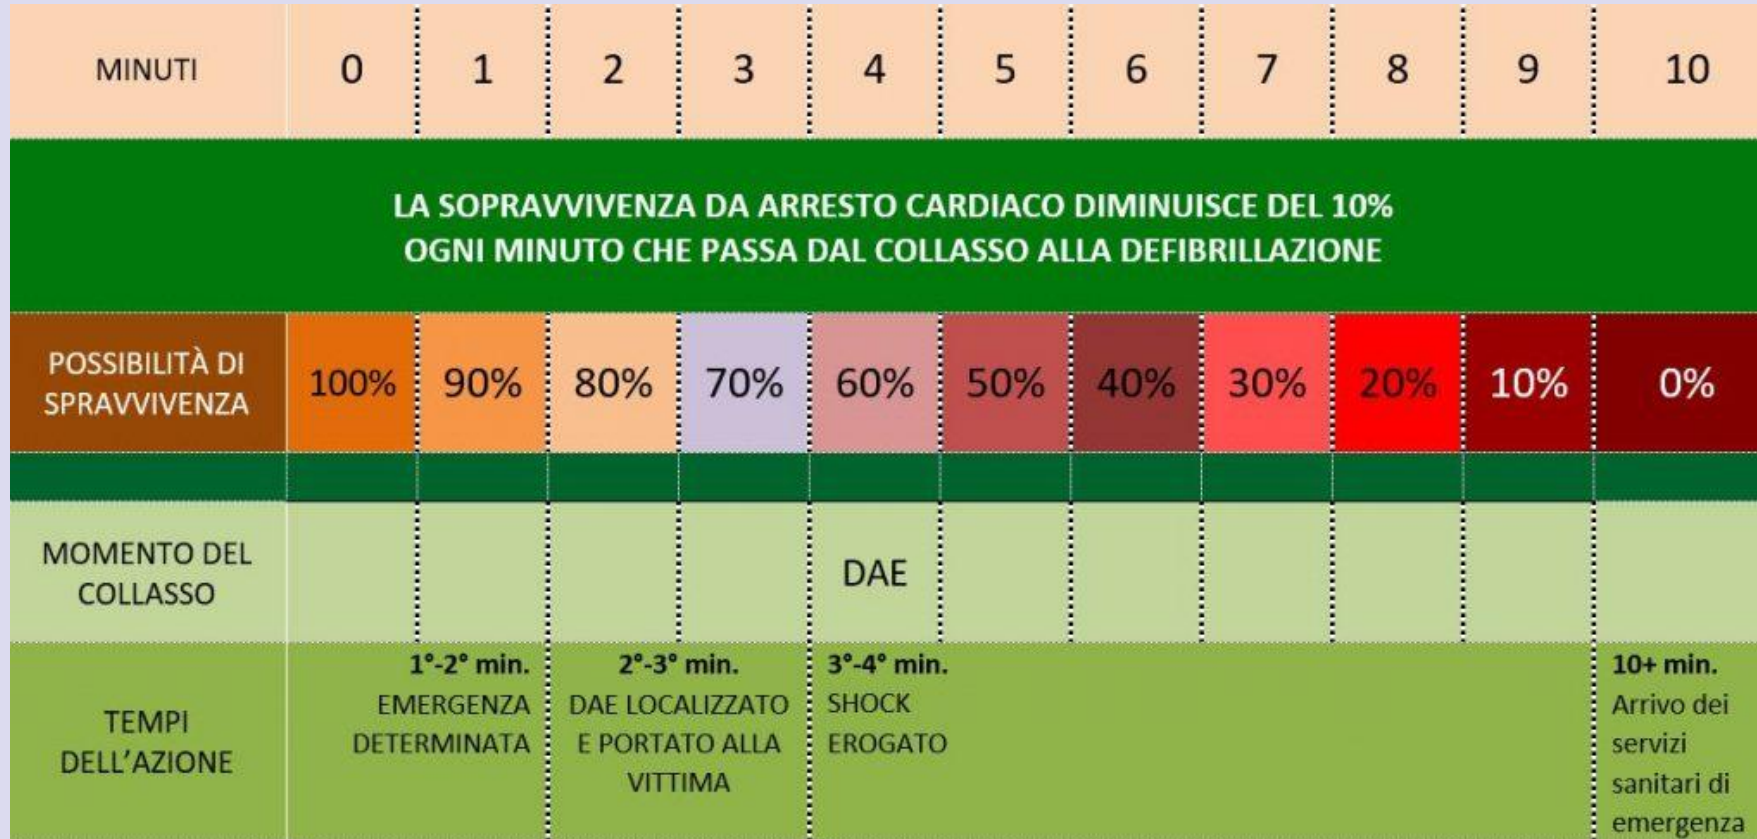 MINUTI 0 1 2 3 4 5 6 7 8 9 10
LA SOPRAVVIVENZA DA ARRESTO CARDIACO DIMINUISCE DEL 10%
OGNI MINUTO CHE PASSA DAL COLLASSO ALLA DEFIBRILLAZIONE
POSSIBILITÀ DI
SPRAVVIVENZA
100% 90% 80% 70% 60% 50% 40% 30% 20% 10% 0%
MOMENTO DEL
COLLASSO
DAE
TEMPI
DELL'AZIONE
1°-2° min.
EMERGENZA
DETERMINATA
2°-3° min.
DAE LOCALIZZATO
E PORTATO ALLA
VITTIMA
3°-4° min.
SHOCK
EROGATO
10+ min.
Arrivo dei
servizi
sanitari di
emergenza